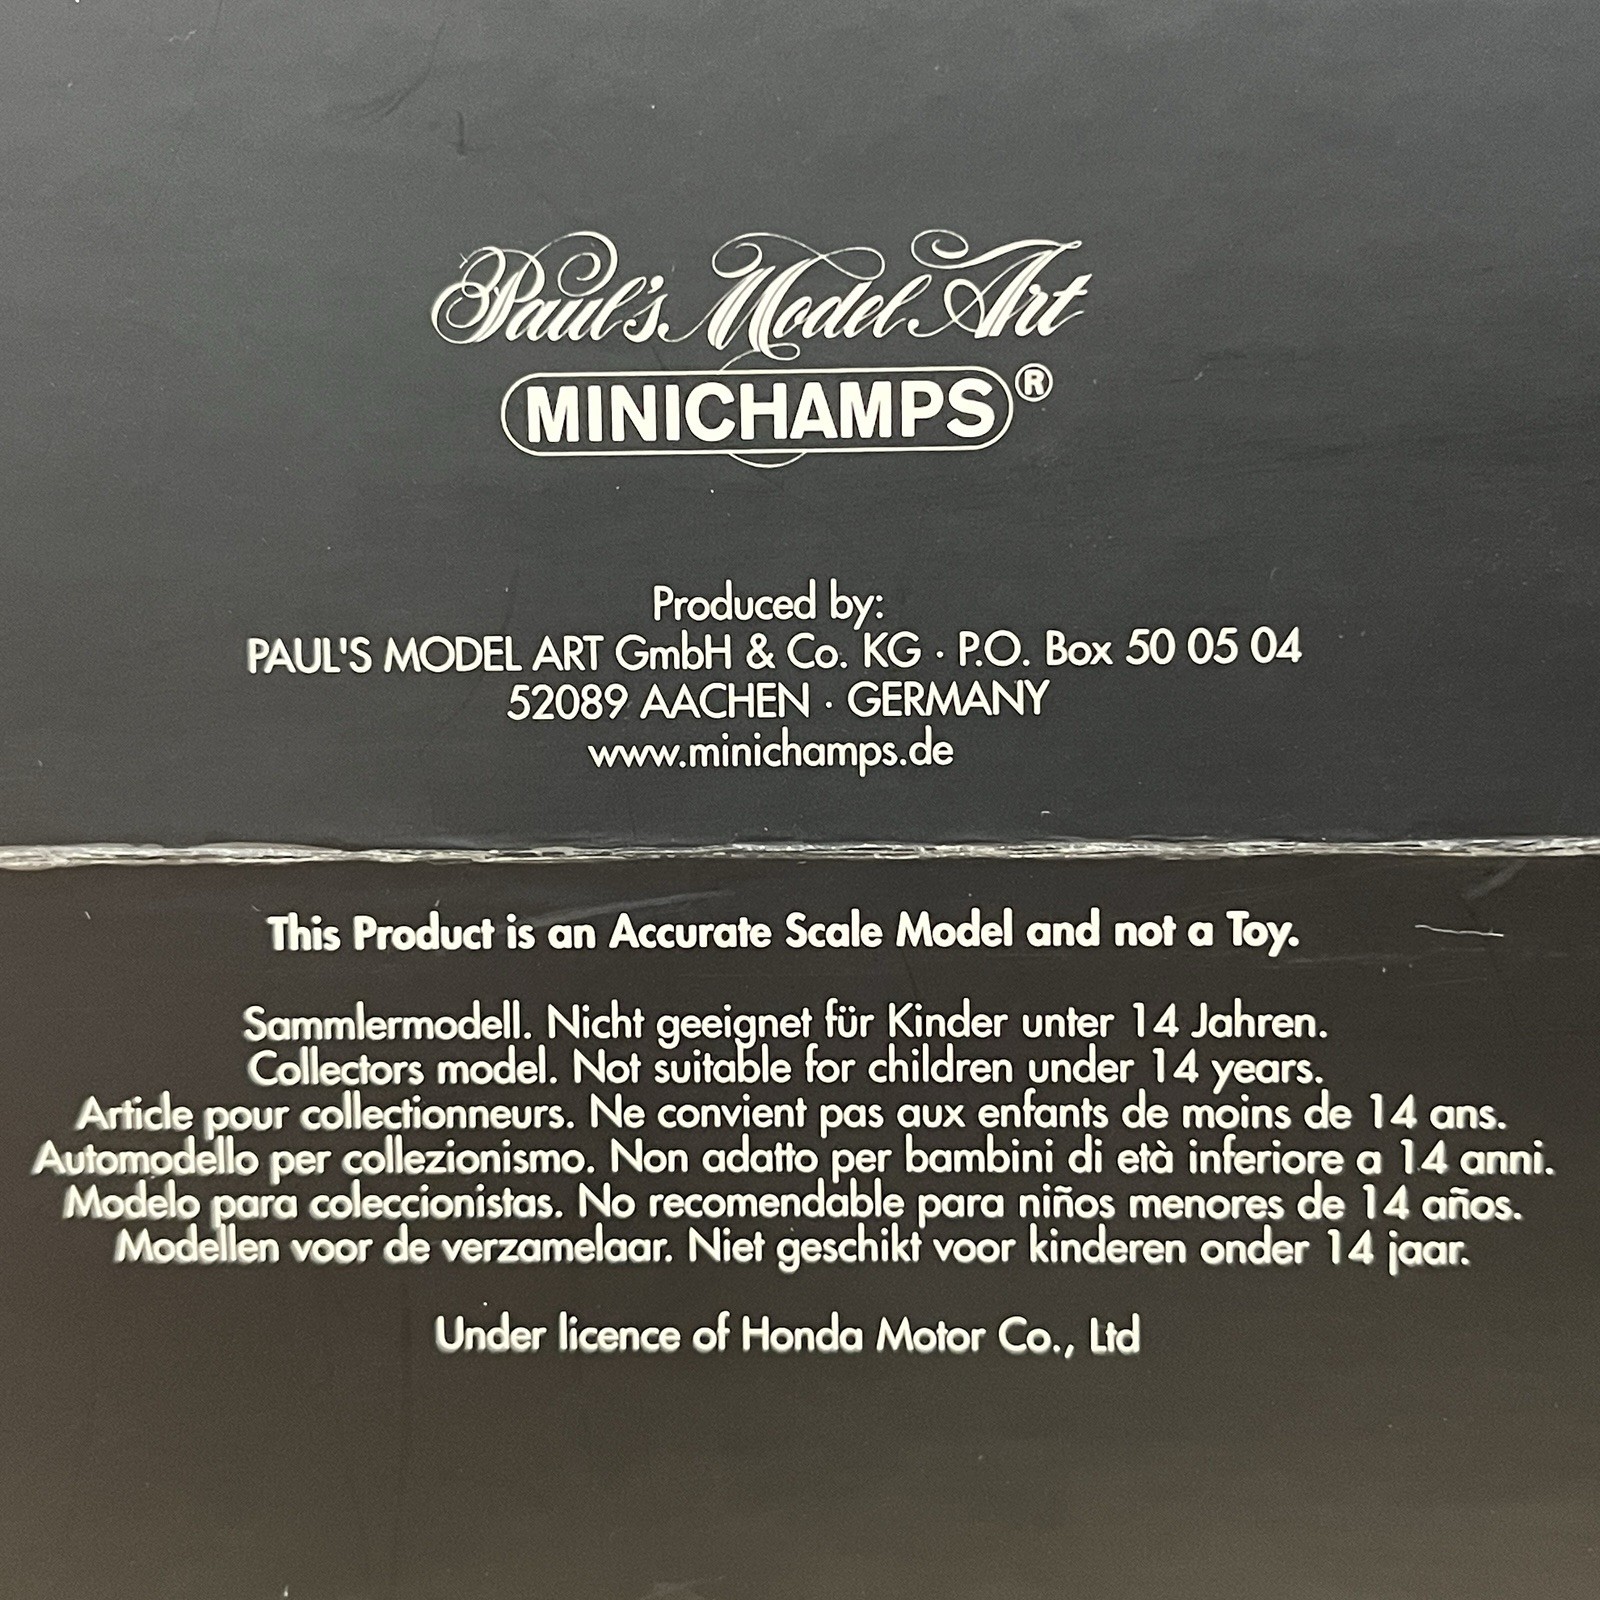 Paul's Model Art
MINICHAMPS®
Produced by:
PAUL'S MODEL ART GmbH & Co. KG · P.O. Box 50 05 04
52089 AACHEN · GERMANY
www.minichamps.de
This Product is an Accurate Scale Model and not a Toy.
Sammlermodell. Nicht geeignet für Kinder unter 14 Jahren.
Collectors model. Not suitable for children under 14 years.
Article pour collectionneurs. Ne convient pas aux enfants de moins de 14 ans.
Automodello per collezionismo. Non adatto per bambini di età inferiore a 14 anni.
Modelo para coleccionistas. No recomendable para niños menores de 14 años.
Modellen voor de verzamelaar. Niet geschikt voor kinderen onder 14 jaar.
Under licence of Honda Motor Co., Ltd